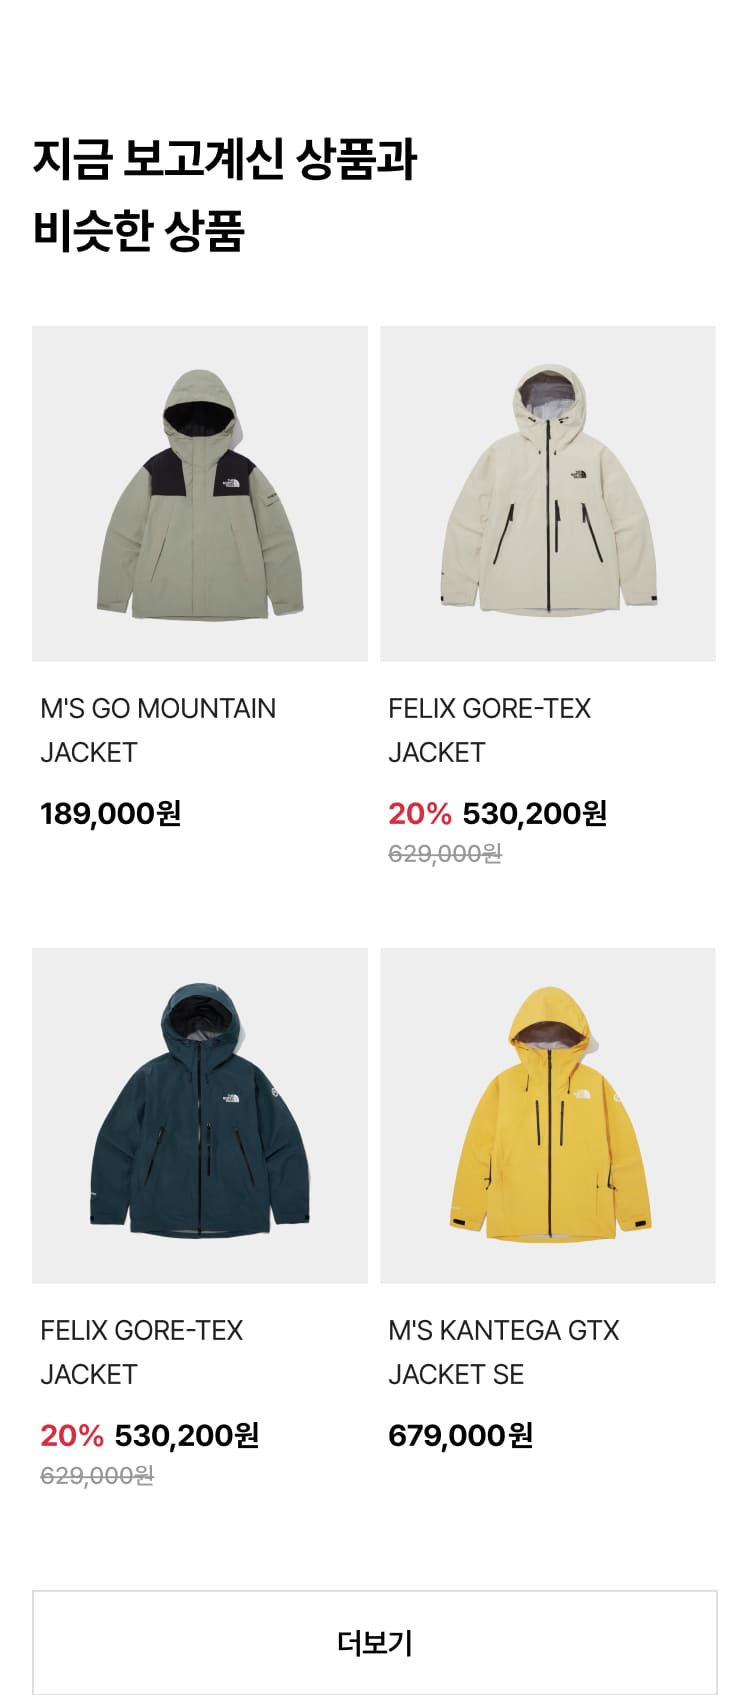 지금 보고계신 상품과
비슷한 상품
M'S GO MOUNTAIN
JACKET
189,000원
FELIX GORE-TEX
JACKET
20% 530,200원
629,000원
FELIX GORE-TEX
JACKET
20% 530,200원
629,000원
M'S KANTEGA GTX
JACKET SE
679,000원
더보기